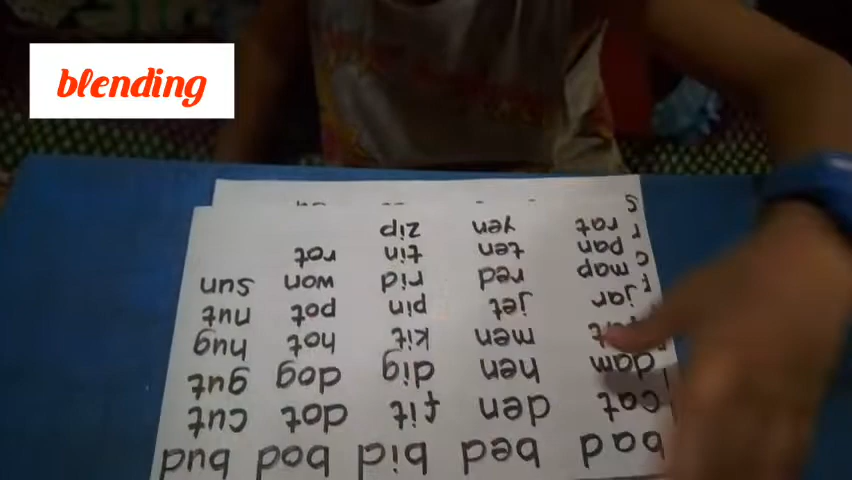 blending
bad bed bid bod bud
cat den fit dot cut
dam hen dig dog gut
men kit hot hug
jar jet pin pot nut
map red rid won sun
pan ten tin rot
rat yen zip